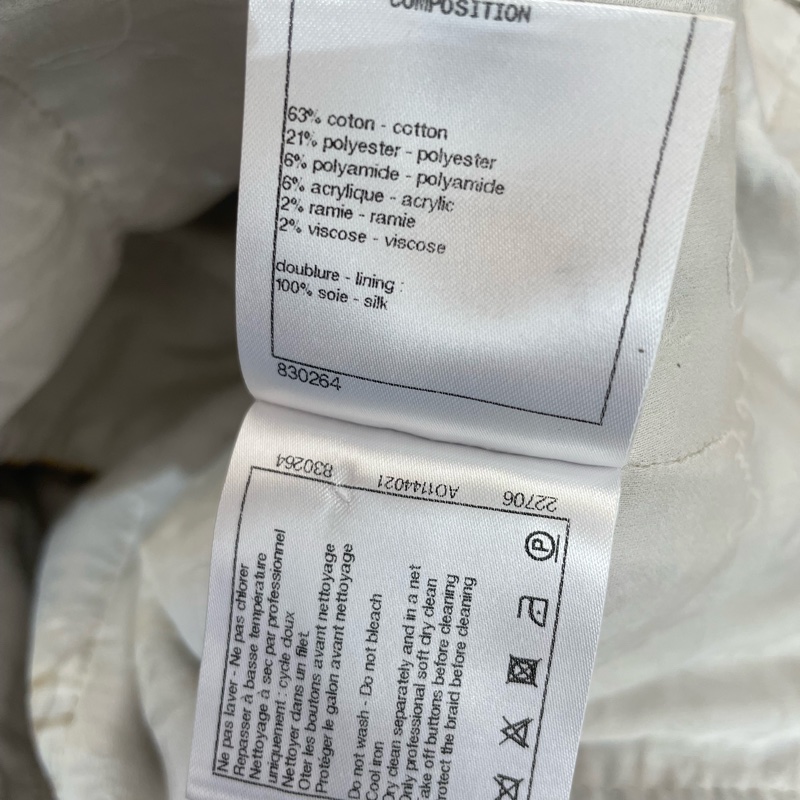 COMPOSITION
63% coton - cotton
21% polyester - polyester
6% polyamide - polyamide
6% acrylique - acrylic
2% ramie - ramie
2% viscose - viscose
doublure - lining :
100% soie - silk
830264
830264 A01144021 22706
Ne pas laver - Ne pas chlorer
Repasser à basse température
Nettoyage à sec par professionnel
uniquement : cycle doux
Nettoyer dans un filet.
Oter les boutons avant nettoyage
Protéger le galon avant nettoyage
Do not wash - Do not bleach
Cool iron
Dry clean separately and in a net
Only professional soft dry clean
ake off buttons before cleaning
rotect the braid before cleaning
P